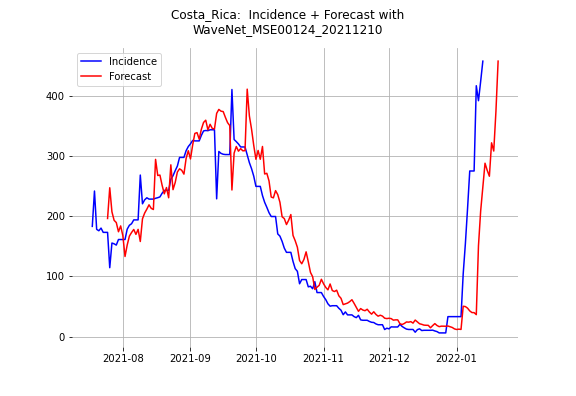 Costa_Rica:  Incidence + Forecast with
WaveNet_MSE00124_20211210
Incidence
Forecast
400
300
200
100
0
2021-08
2021-09
2021-10
2021-11
2021-12
2022-01